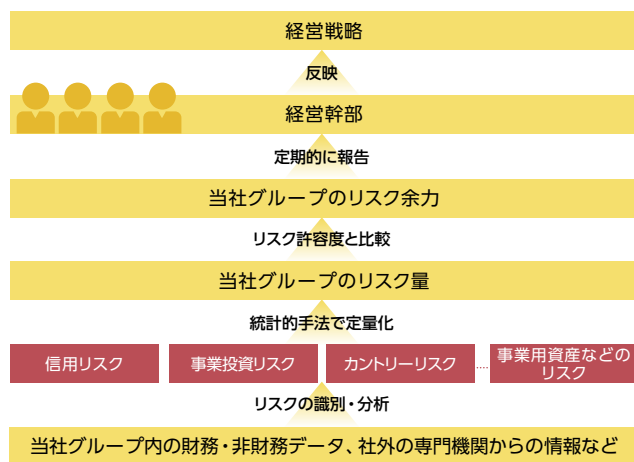 経営戦略
反映
経営幹部
定期的に報告
当社グループのリスク余力
リスク許容度と比較
当社グループのリスク量
統計的手法で定量化
信用リスク
事業投資リスク
カントリーリスク
....
事業用資産などの
リスク
リスクの識別・分析
当社グループ内の財務・非財務データ、社外の専門機関からの情報など